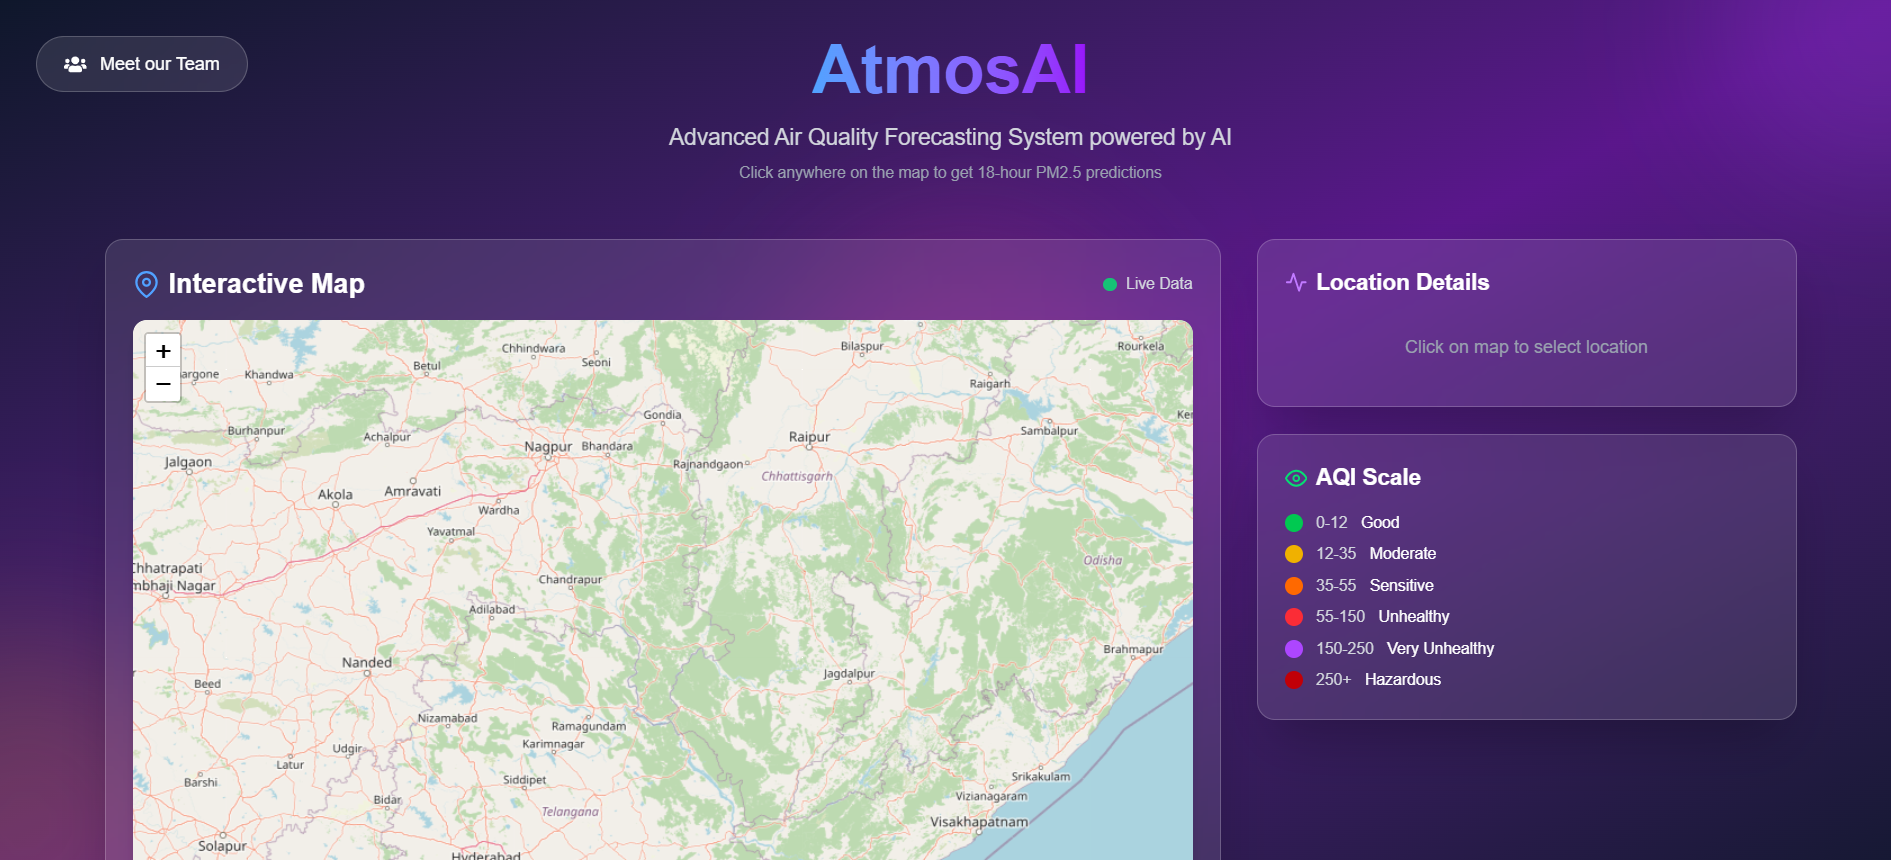 Meet our Team
AtmosAI
Advanced Air Quality Forecasting System powered by AI
Click anywhere on the map to get 18-hour PM2.5 predictions
Interactive Map
Live Data
+
−
argone
Khandwa
Betul
Chhindwara
Seoni
Bilaspur
Rourkela
Raigarh
Burhanpur
Achalpur
Gondia
Nagpur
Bhandara
Raipur
Sambalpur
Jalgaon
Rajnandgaon
Chhattisgarh
Akola
Amravati
Wardha
Yavatmal
Chhatrapati
mbhaji Nagar
Chandrapur
Odisha
Adilabad
Nanded
Brahmapur
Jagdalpur
Beed
Nizamabad
Ramagundam
Karimnagar
Udgir
Latur
Barshi
Siddipet
Srikakulam
Bidar
Telangana
Vizianagaram
Visakhapatnam
Solapur
Hyderabad
Location Details
Click on map to select location
AQI Scale
0-12 Good
12-35 Moderate
35-55 Sensitive
55-150 Unhealthy
150-250 Very Unhealthy
250+ Hazardous